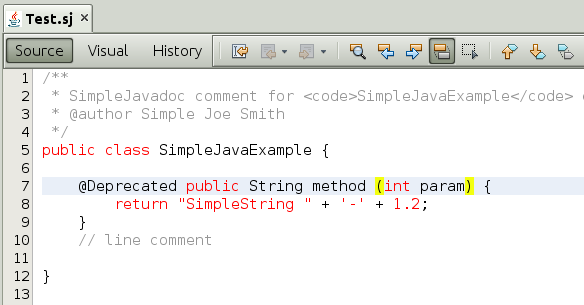 Test.sj
Source Visual History
1 /**
2 * SimpleJavadoc comment for <code>SimpleJavaExample</code>
3 * @author Simple Joe Smith
4 */
5 public class SimpleJavaExample {
6
7 @Deprecated public String method (int param) {
8 return "SimpleString " + '-' + 1.2;
9 }
10 // line comment
11
12 }
13